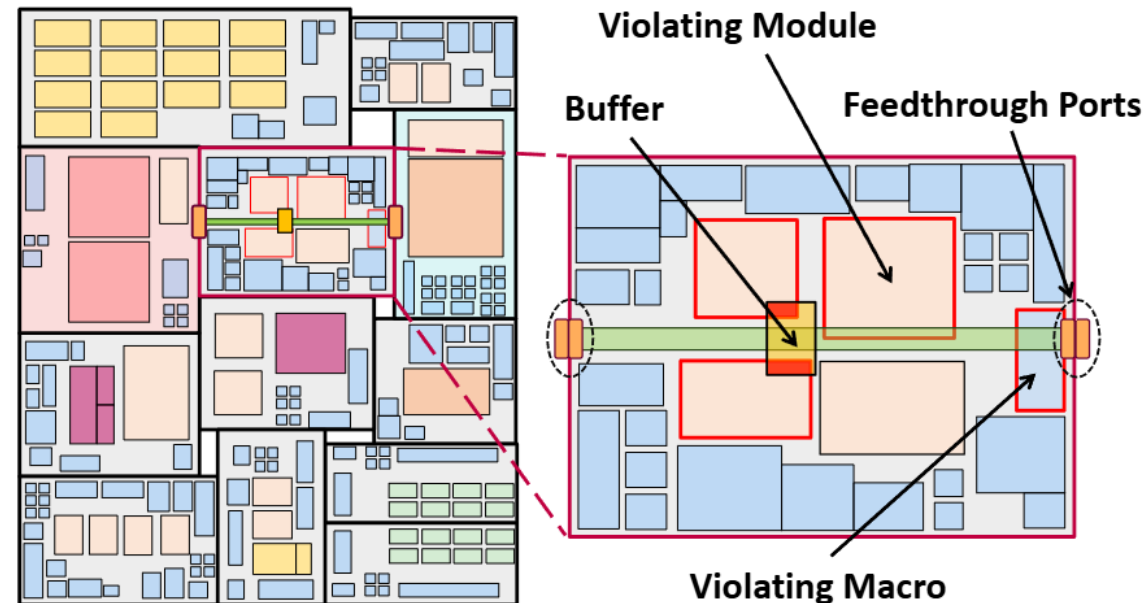 Violating Module
Buffer
Feedthrough Ports
Violating Macro